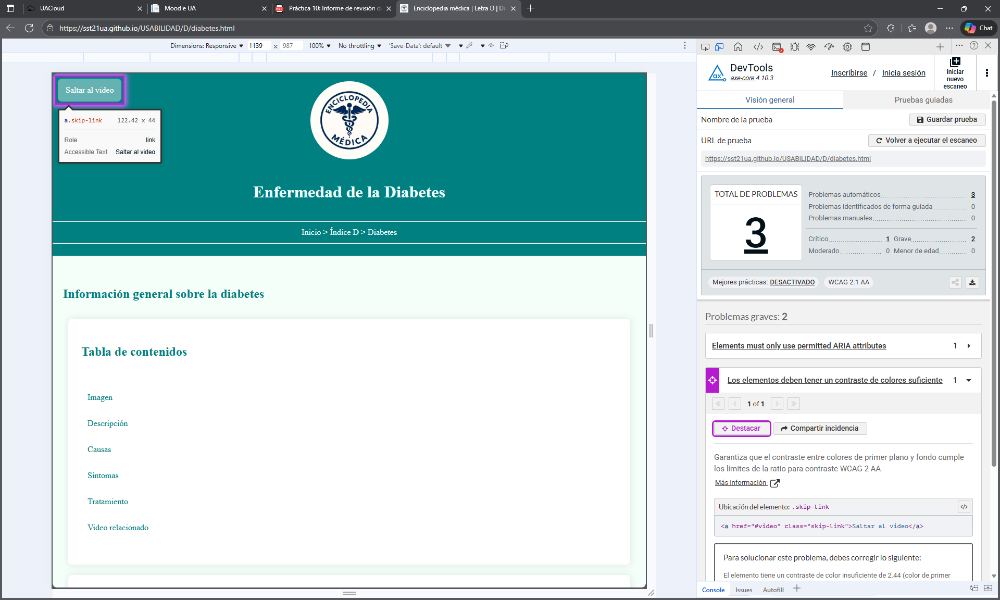 UACloud
Moodle UA
Práctica 10: Informe de revisión d
Enciclopedia médica | Letra D | Di
https://sst21ua.github.io/USABILIDAD/D/diabetes.html
Chat
Dimensions: Responsive 1139 × 987 100% No throttling 'Save-Data': default
Saltar al video
a.skip-link 122.42 x 44
Role link
Accessible Text Saltar al video
ENCICLOPEDIA
MÉDICA
Enfermedad de la Diabetes
Inicio > Índice D > Diabetes
Información general sobre la diabetes
Tabla de contenidos
Imagen
Descripción
Causas
Síntomas
Tratamiento
Video relacionado
ax
DevTools
axe-core 4.10.3
Inscribirse / Inicia sesión
Iniciar
nuevo
escaneo
Visión general
Pruebas guiadas
Nombre de la prueba
Guardar prueba
URL de prueba
Volver a ejecutar el escaneo
https://sst21ua.github.io/USABILIDAD/D/diabetes.html
TOTAL DE PROBLEMAS
3
Problemas automáticos 3
Problemas identificados de forma guiada 0
Problemas manuales 0
Crítico 1 Grave 2
Moderado 0 Menor de edad 0
Mejores prácticas: DESACTIVADO
WCAG 2.1 AA
Problemas graves: 2
Elements must only use permitted ARIA attributes 1
Los elementos deben tener un contraste de colores suficiente 1
1 of 1
Destacar
Compartir incidencia
Garantiza que el contraste entre colores de primer plano y fondo cumple
los límites de la ratio para contraste WCAG 2 AA
Más información
Ubicación del elemento: .skip-link
<a href="#video" class="skip-link">Saltar al video</a>
Para solucionar este problema, debes corregir lo siguiente:
El elemento tiene un contraste de color insuficiente de 2.44 (color de primer
Console
Issues
Autofill